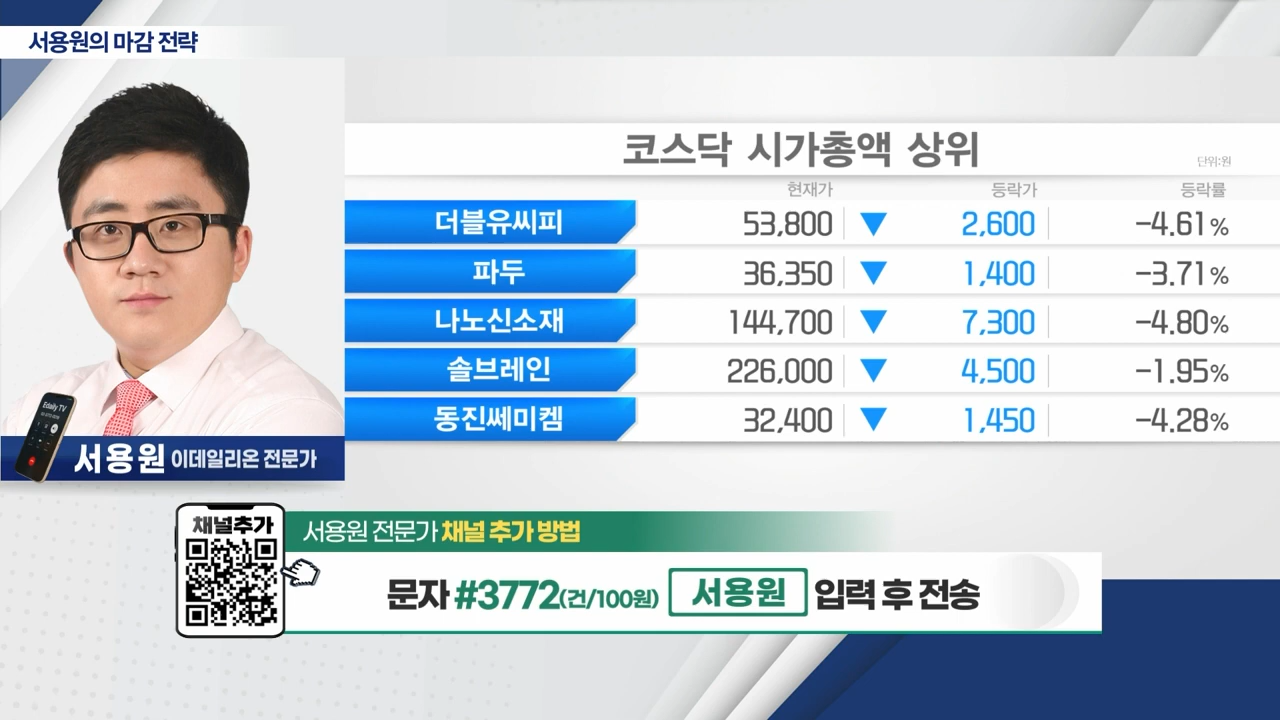 서용원의 마감 전략
코스닥 시가총액 상위
단위:원
현재가 등락가 등락률
더블유씨피 53,800 ▼ 2,600 -4.61%
파두 36,350 ▼ 1,400 -3.71%
나노신소재 144,700 ▼ 7,300 -4.80%
솔브레인 226,000 ▼ 4,500 -1.95%
동진쎄미켐 32,400 ▼ 1,450 -4.28%
Edaily TV
서용원 이데일리온 전문가
채널추가
서용원 전문가 채널 추가 방법
문자 #3772(건/100원) 서용원 입력 후 전송